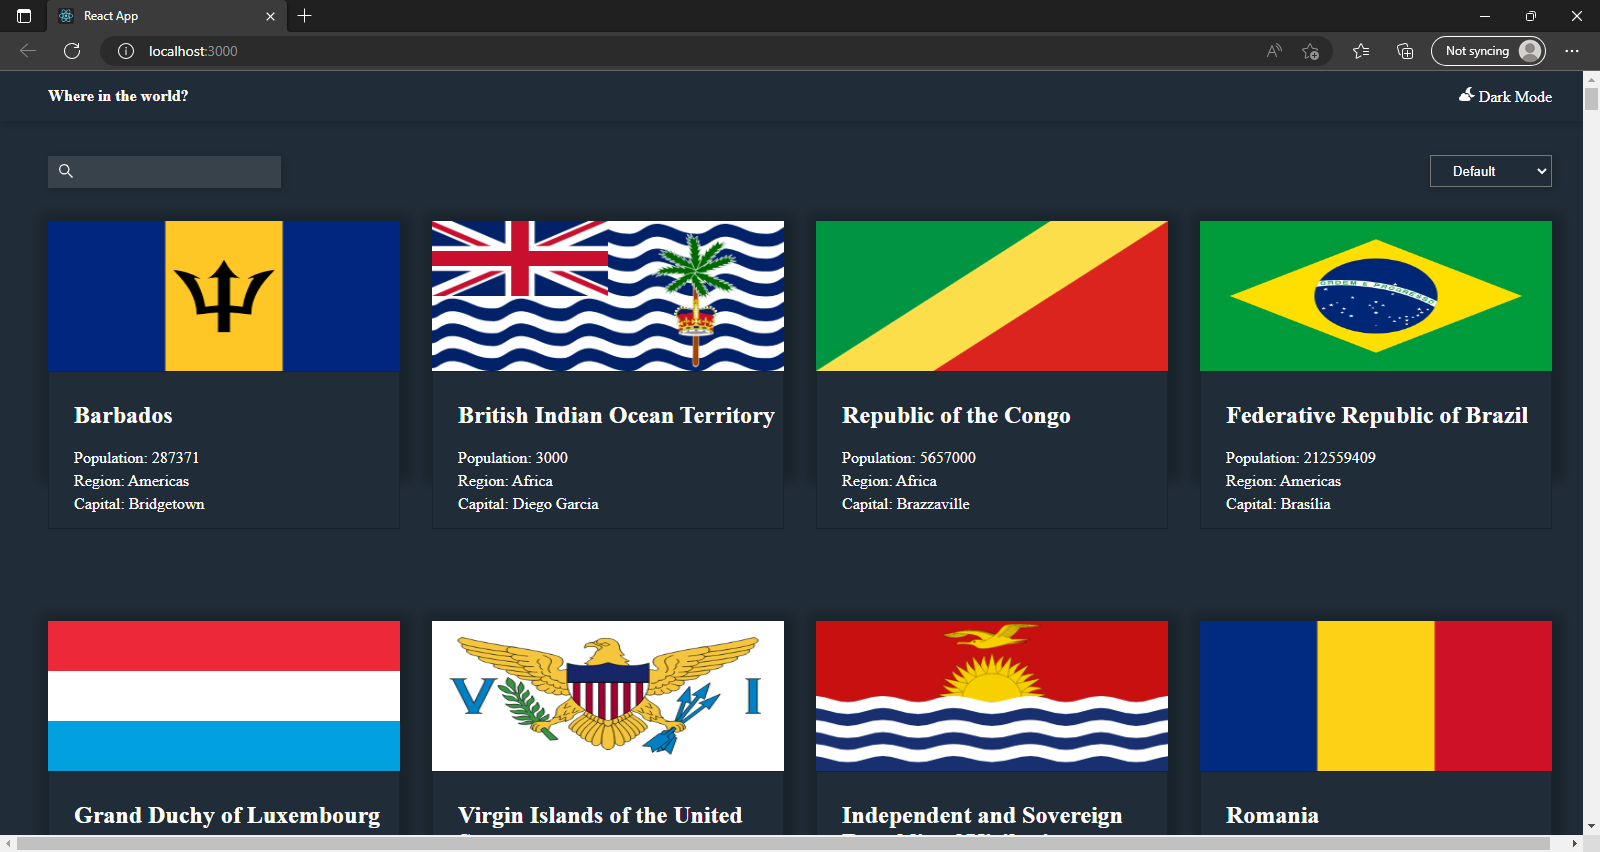 React App
localhost:3000
Not syncing
Where in the world?
Dark Mode
Default
ORDEM E PROGRESSO
Barbados
Population: 287371
Region: Americas
Capital: Bridgetown
British Indian Ocean Territory
Population: 3000
Region: Africa
Capital: Diego Garcia
Republic of the Congo
Population: 5657000
Region: Africa
Capital: Brazzaville
Federative Republic of Brazil
Population: 212559409
Region: Americas
Capital: Brasília
V I
Grand Duchy of Luxembourg
Virgin Islands of the United
Independent and Sovereign
Romania